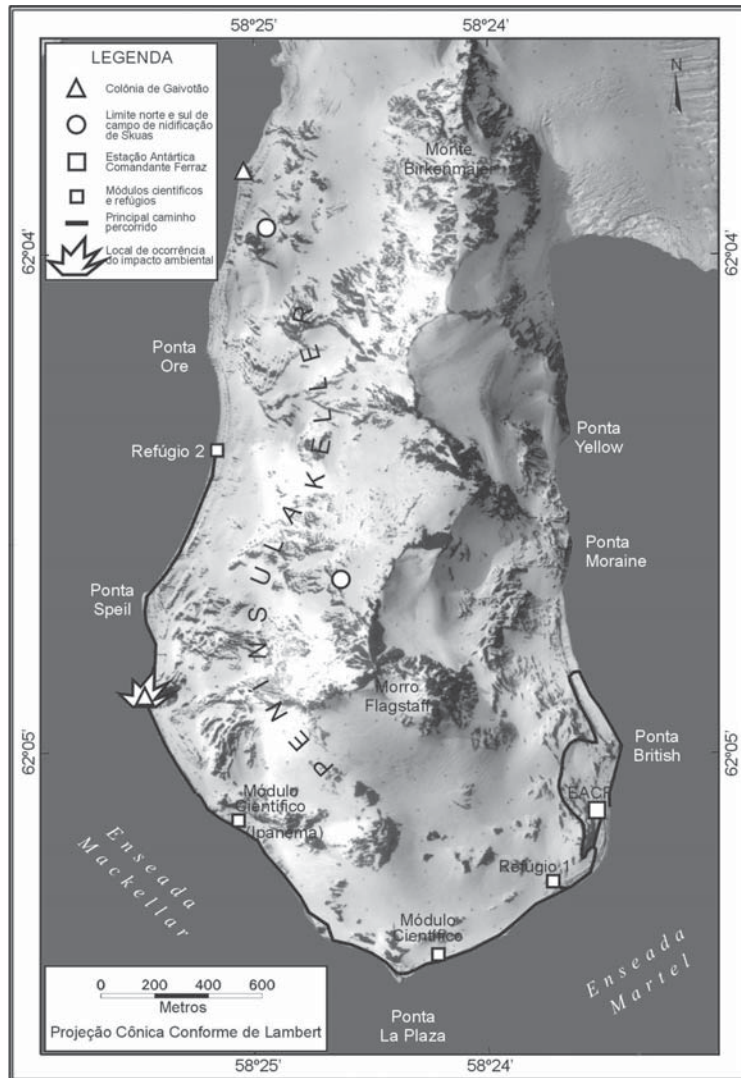 58°25'
58°24'
LEGENDA
Colônia de Gaivotão
Limite norte e sul de
campo de nidificação
de Skuas
Estação Antártica
Comandante Ferraz
Módulos científicos
e refúgios
Principal caminho
percorrido
Local de ocorrência
do impacto ambiental
N
Monte
Birkenmaier
62°04'
62°04'
Ponta
Ore
PENINSULA KELLER
Refúgio 2
Ponta
Yellow
Ponta
Moraine
Ponta
Speil
Morro
Flagstaff
62°05'
62°05'
Ponta
British
Módulo
Científico
(Ipanema)
EACF
Enseada
Mackellar
Refúgio 1
Módulo
Científico
Enseada
Martel
0 200 400 600
Metros
Projeção Cônica Conforme de Lambert
Ponta
La Plaza
58°25'
58°24'